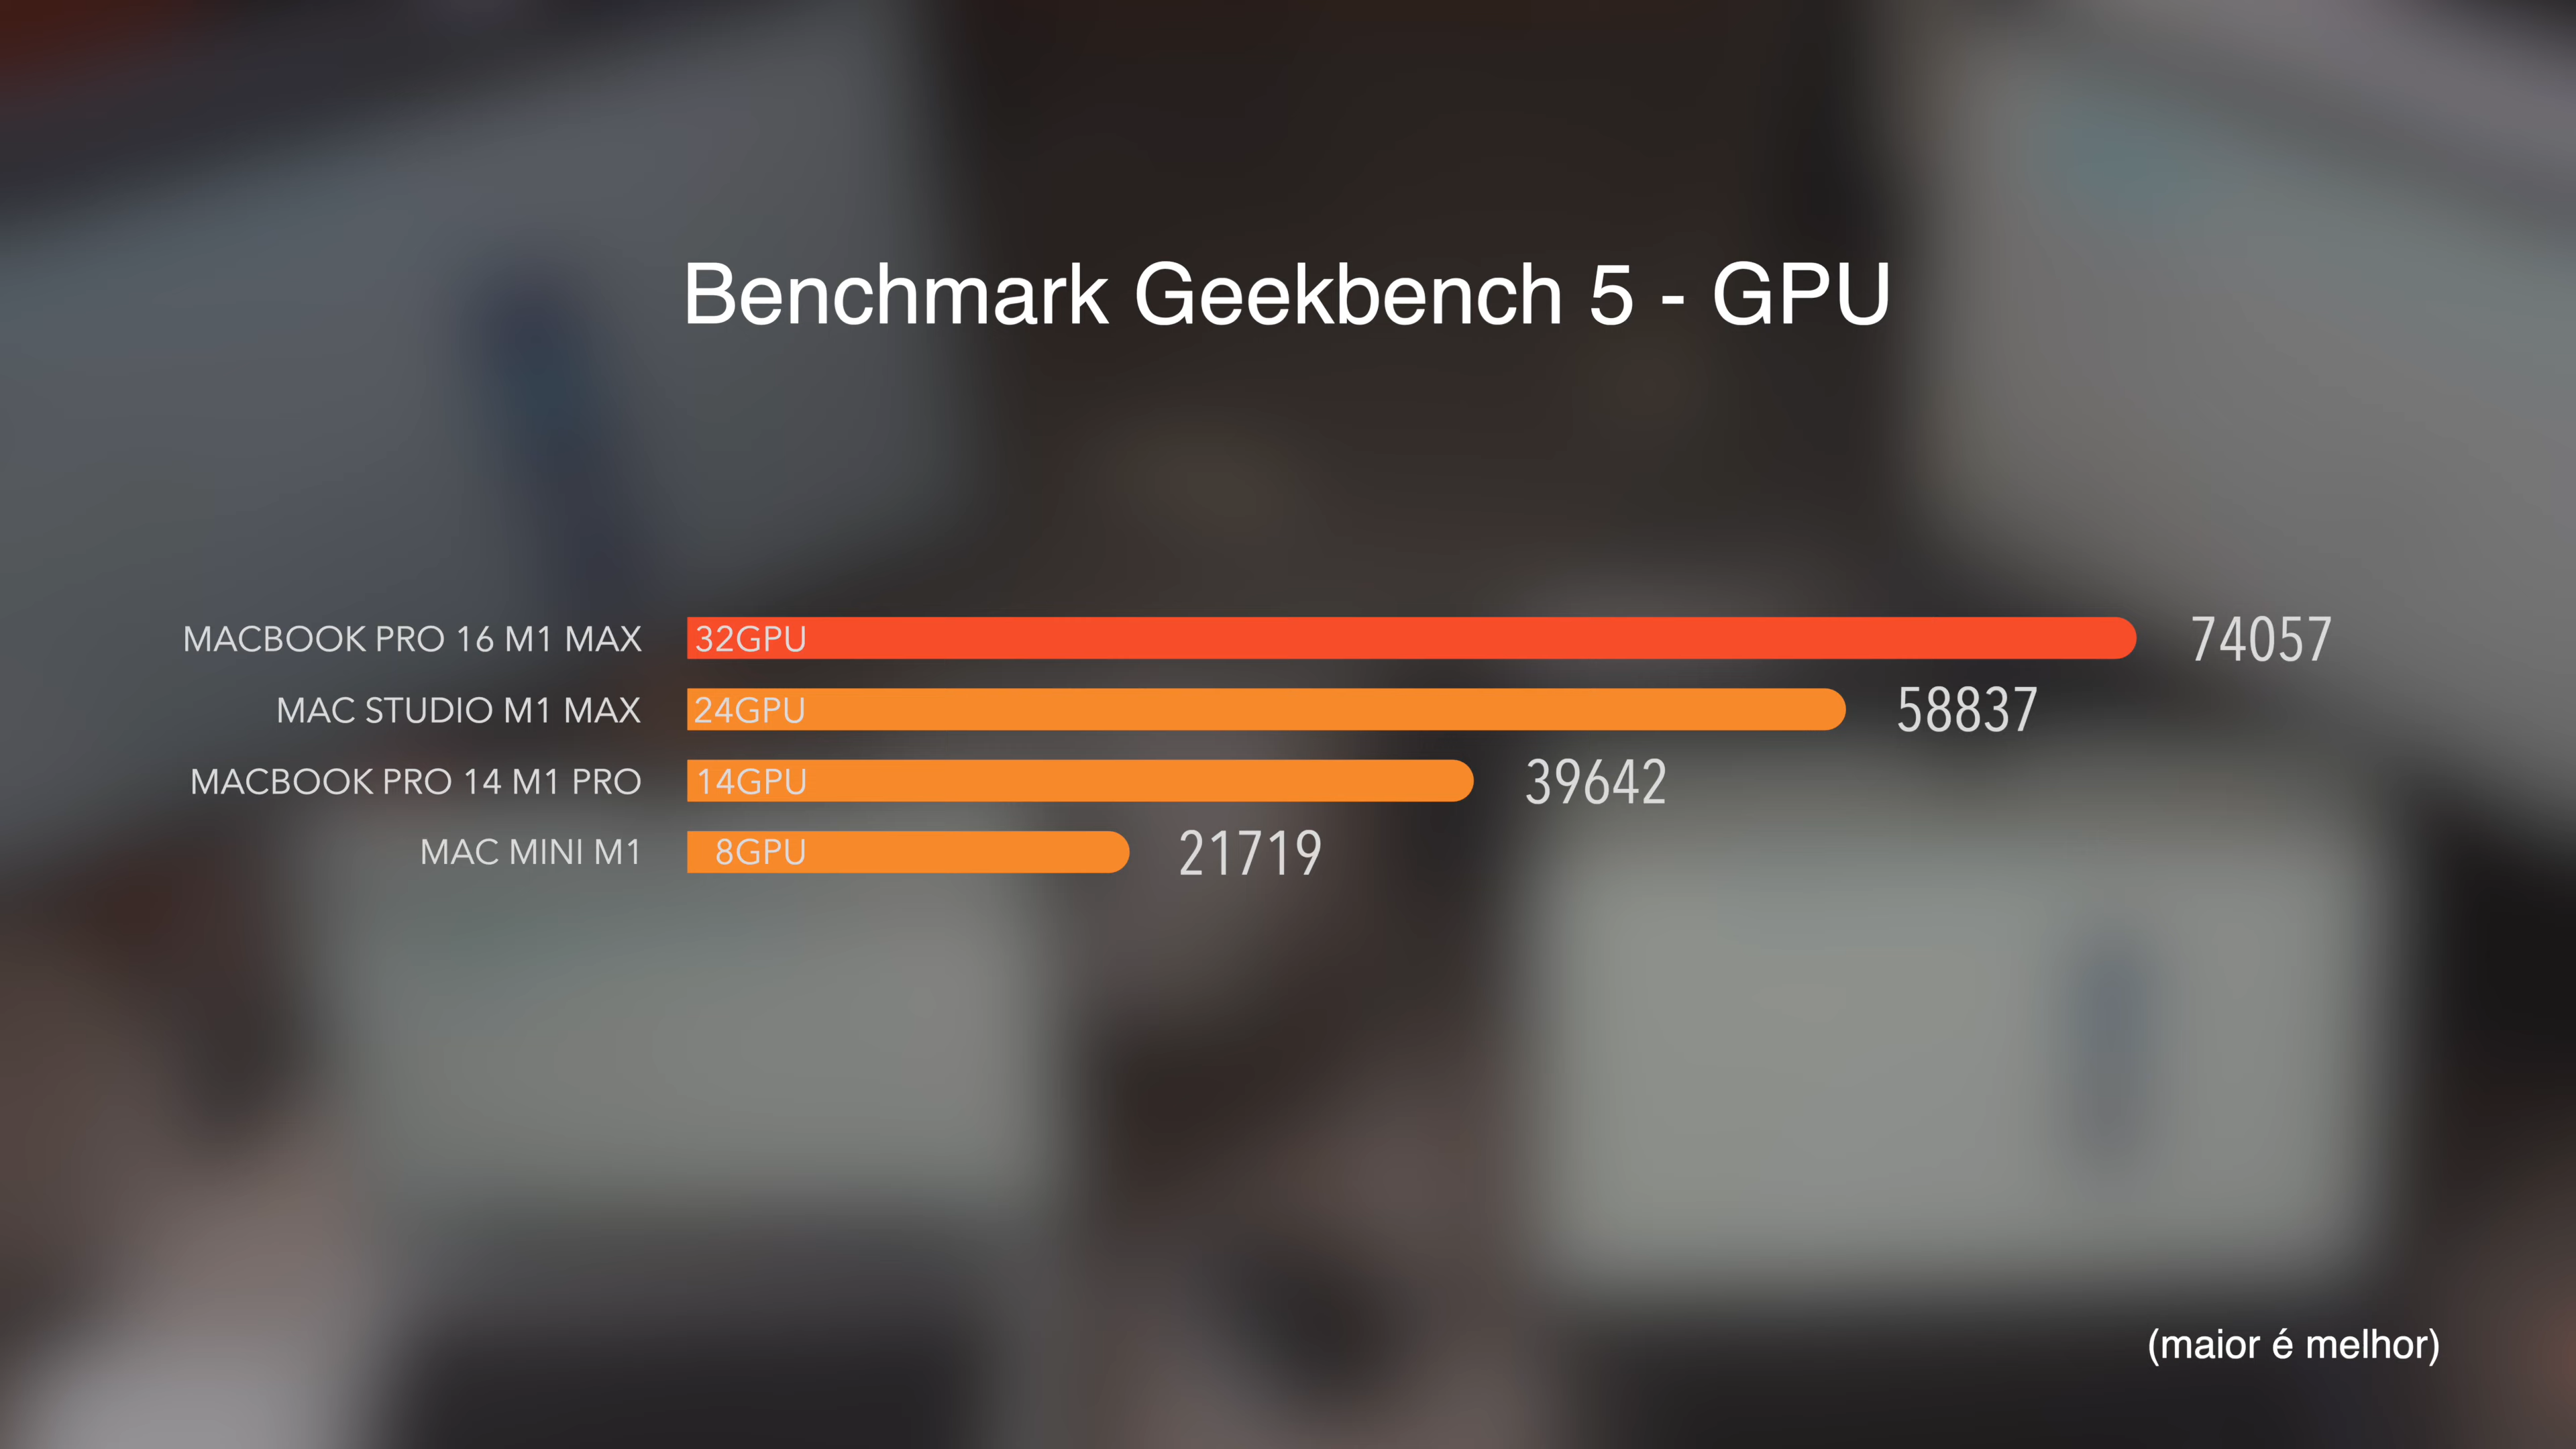 Benchmark Geekbench 5 - GPU
MACBOOK PRO 16 M1 MAX 32GPU 74057
MAC STUDIO M1 MAX 24GPU 58837
MACBOOK PRO 14 M1 PRO 14GPU 39642
MAC MINI M1 8GPU 21719
(maior é melhor)